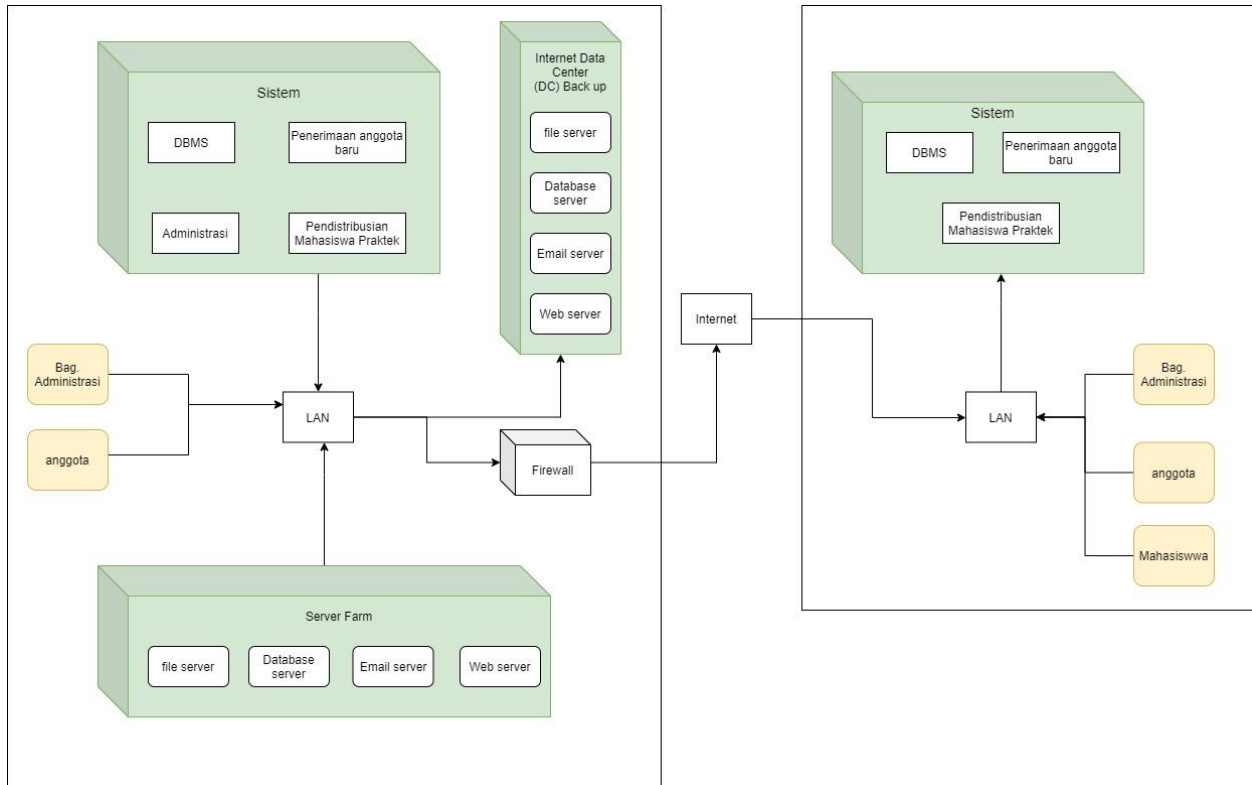 Sistem
DBMS
Penerimaan anggota
baru
Administrasi
Pendistribusian
Mahasiswa Praktek
Internet Data
Center
(DC) Back up
file server
Database
server
Email server
Web server
Bag.
Administrasi
anggota
LAN
Firewall
Server Farm
file server
Database
server
Email server
Web server
Internet
Sistem
DBMS
Penerimaan anggota
baru
Pendistribusian
Mahasiswa Praktek
LAN
Bag.
Administrasi
anggota
Mahasiswwa